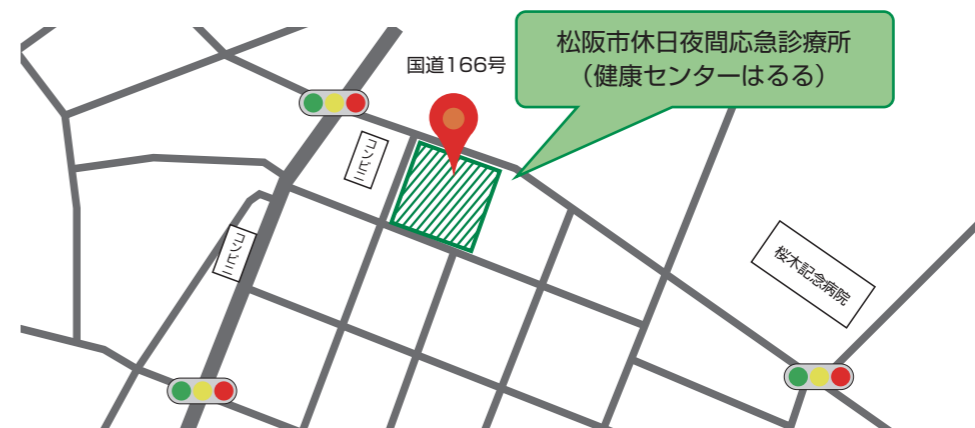 国道166号
松阪市休日夜間応急診療所
（健康センターはるる）
コンビニ
コンビニ
桜木記念病院